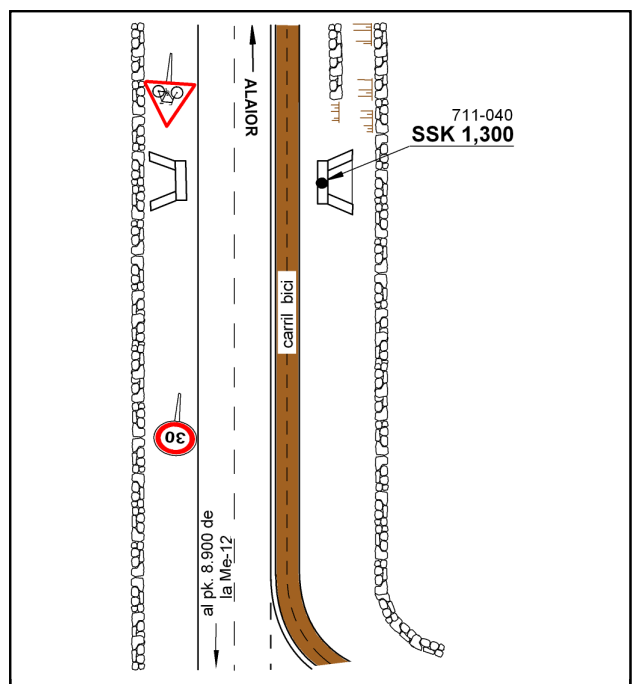 ALAIOR
711-040
SSK 1,300
carril bici
30
al pk. 8.900 de
la Me-12